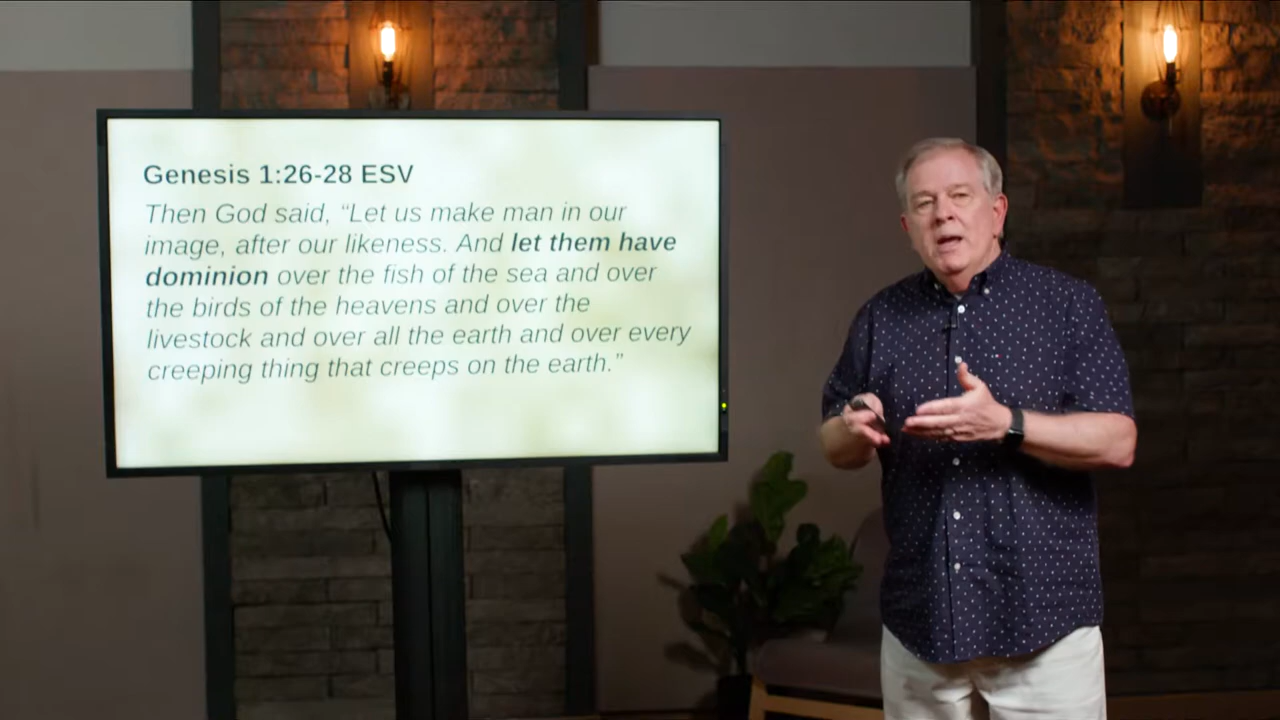 Genesis 1:26-28 ESV
Then God said, “Let us make man in our
image, after our likeness. And let them have
dominion over the fish of the sea and over
the birds of the heavens and over the
livestock and over all the earth and over every
creeping thing that creeps on the earth.”